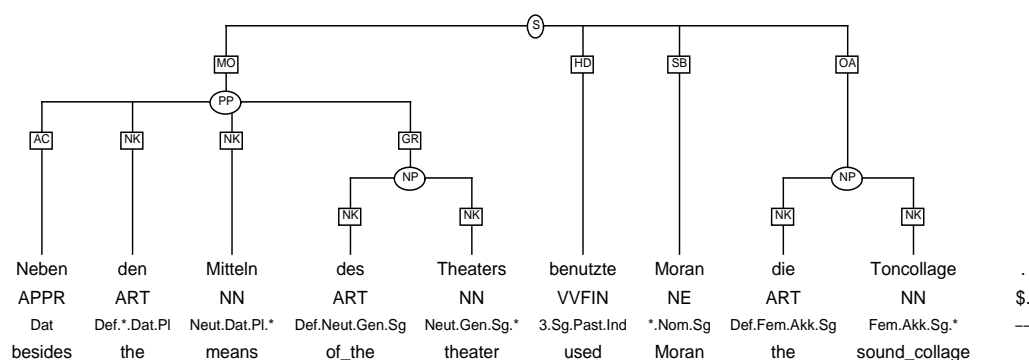 S
MO HD SB OA
PP
AC NK NK GR
NP NP
NK NK NK NK
Neben den Mitteln des Theaters benutzte Moran die Toncollage .
APPR ART NN ART NN VVFIN NE ART NN $.
Dat Def.*.Dat.Pl Neut.Dat.Pl.* Def.Neut.Gen.Sg Neut.Gen.Sg.* 3.Sg.Past.Ind *.Nom.Sg Def.Fem.Akk.Sg Fem.Akk.Sg.* --
besides the means of_the theater used Moran the sound_collage